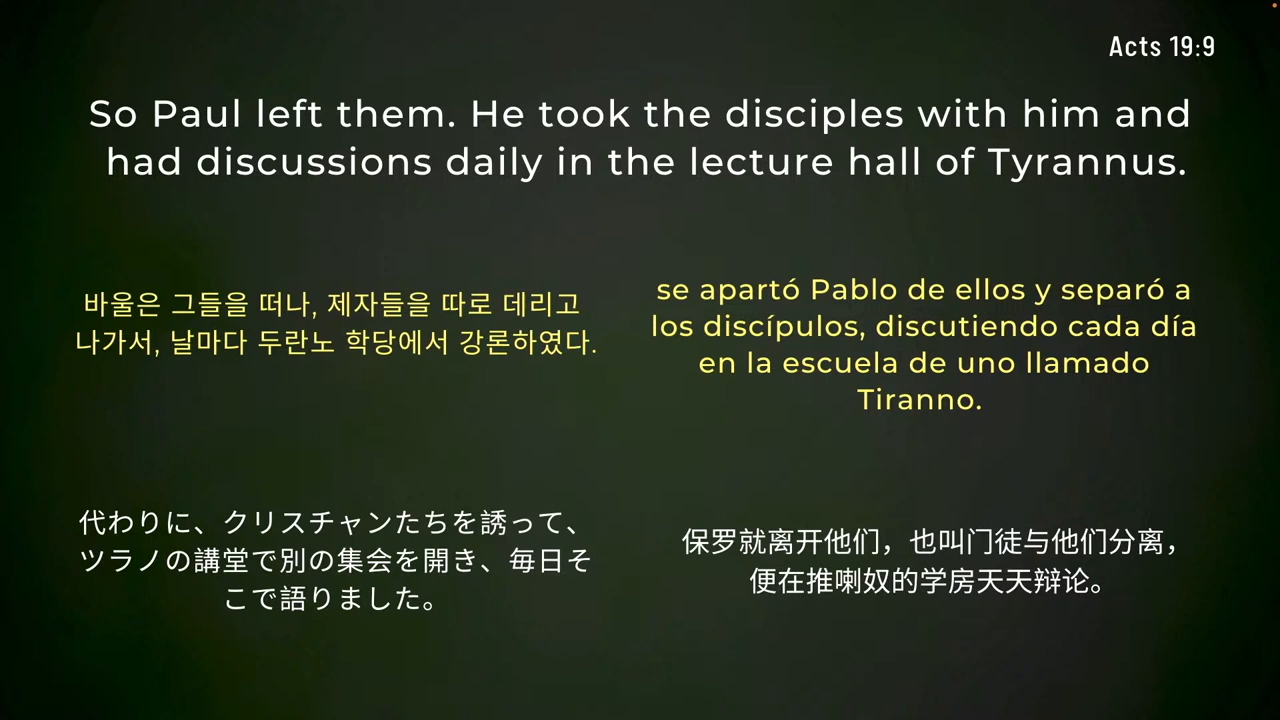 Acts 19:9
So Paul left them. He took the disciples with him and
had discussions daily in the lecture hall of Tyrannus.
바울은 그들을 떠나, 제자들을 따로 데리고
나가서, 날마다 두란노 학당에서 강론하였다.
se apartó Pablo de ellos y separó a
los discípulos, discutiendo cada día
en la escuela de uno llamado
Tiranno.
代わりに、クリスチャンたちを誘って、
ツラノの講堂で別の集会を開き、毎日そ
こで語りました。
保罗就离开他们，也叫门徒与他们分离，
便在推喇奴的学房天天辩论。